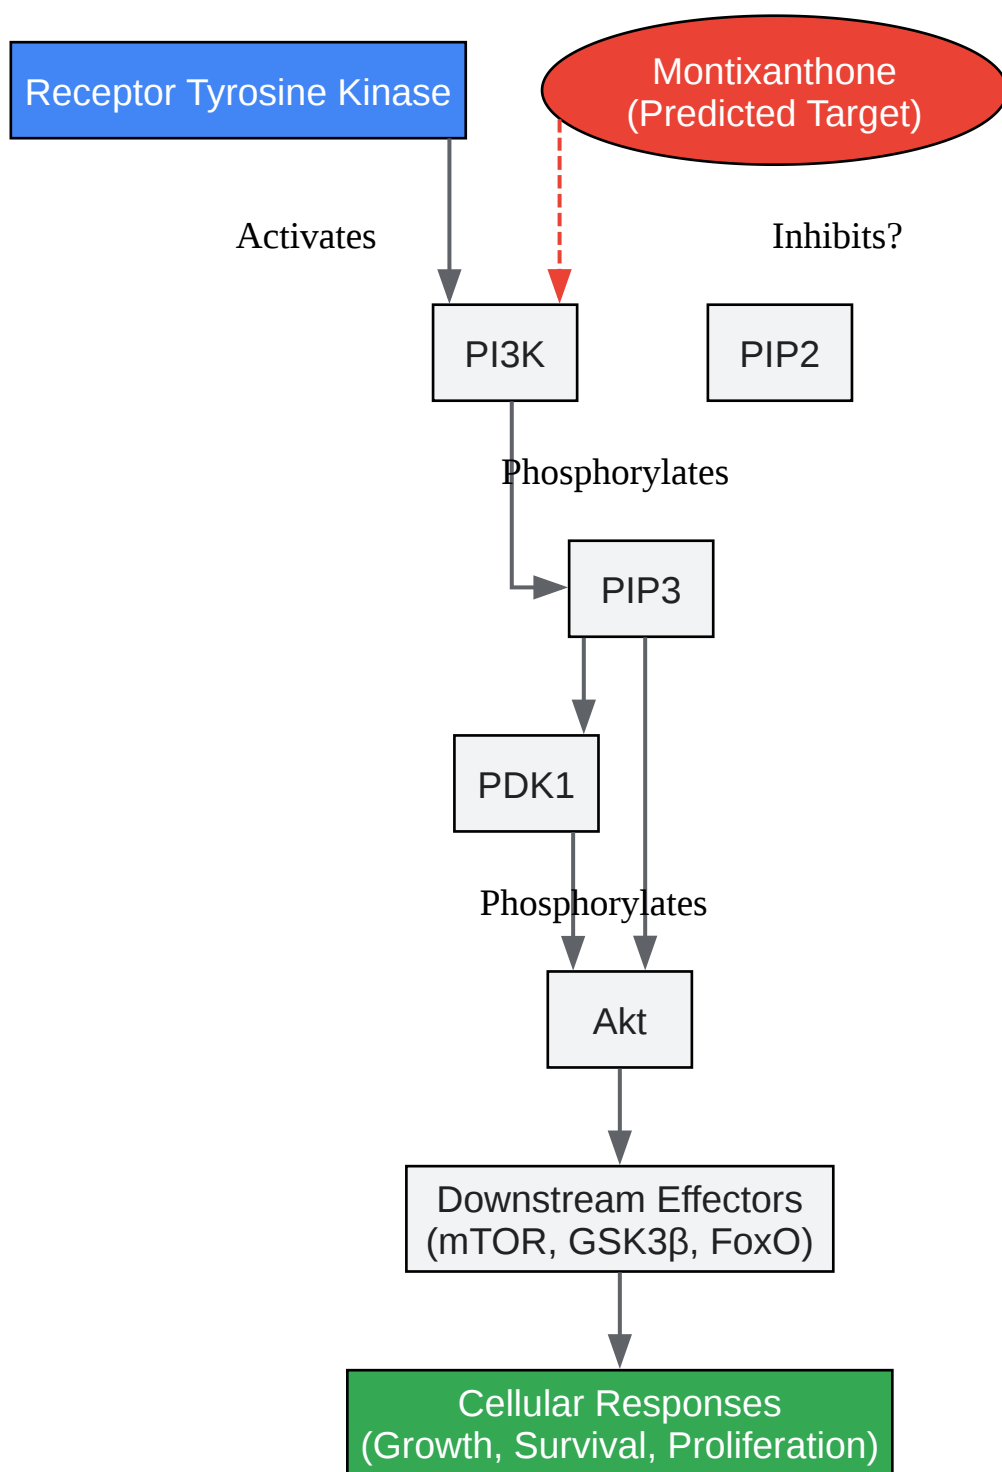 Receptor Tyrosine Kinase
Montixanthone
(Predicted Target)
Activates
Inhibits?
PI3K
PIP2
Phosphorylates
PIP3
PDK1
Phosphorylates
Akt
Downstream Effectors
(mTOR, GSK3β, FoxO)
Cellular Responses
(Growth, Survival, Proliferation)